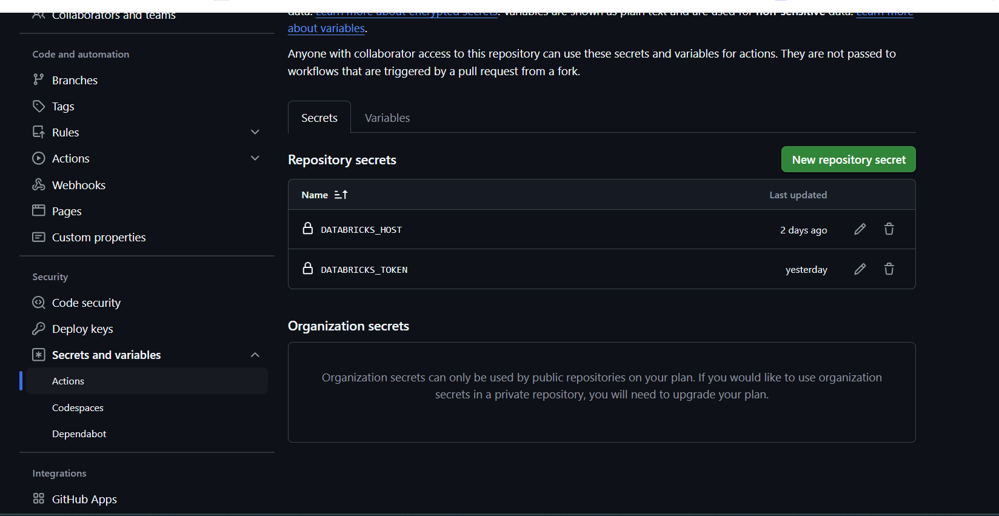 Collaborators and teams
Code and automation
Branches
Tags
Rules
Actions
Webhooks
Pages
Custom properties
Security
Code security
Deploy keys
Secrets and variables
Actions
Codespaces
Dependabot
Integrations
GitHub Apps
data. Learn more about encrypted secrets. Variables are shown as plain text and are used for non-sensitive data. Learn more
about variables.
Anyone with collaborator access to this repository can use these secrets and variables for actions. They are not passed to
workflows that are triggered by a pull request from a fork.
Secrets Variables
Repository secrets New repository secret
Name Last updated
DATABRICKS_HOST 2 days ago
DATABRICKS_TOKEN yesterday
Organization secrets
Organization secrets can only be used by public repositories on your plan. If you would like to use organization
secrets in a private repository, you will need to upgrade your plan.